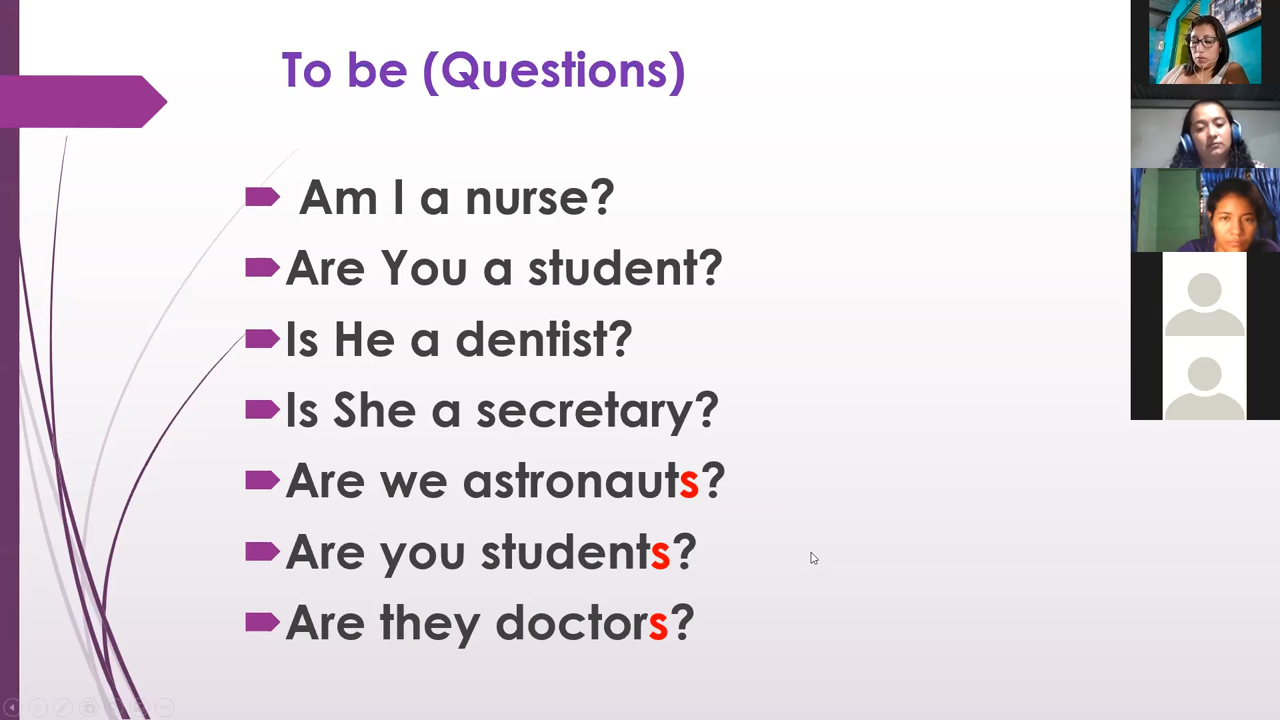 To be (Questions)
Am I a nurse?
Are You a student?
Is He a dentist?
Is She a secretary?
Are we astronauts?
Are you students?
Are they doctors?